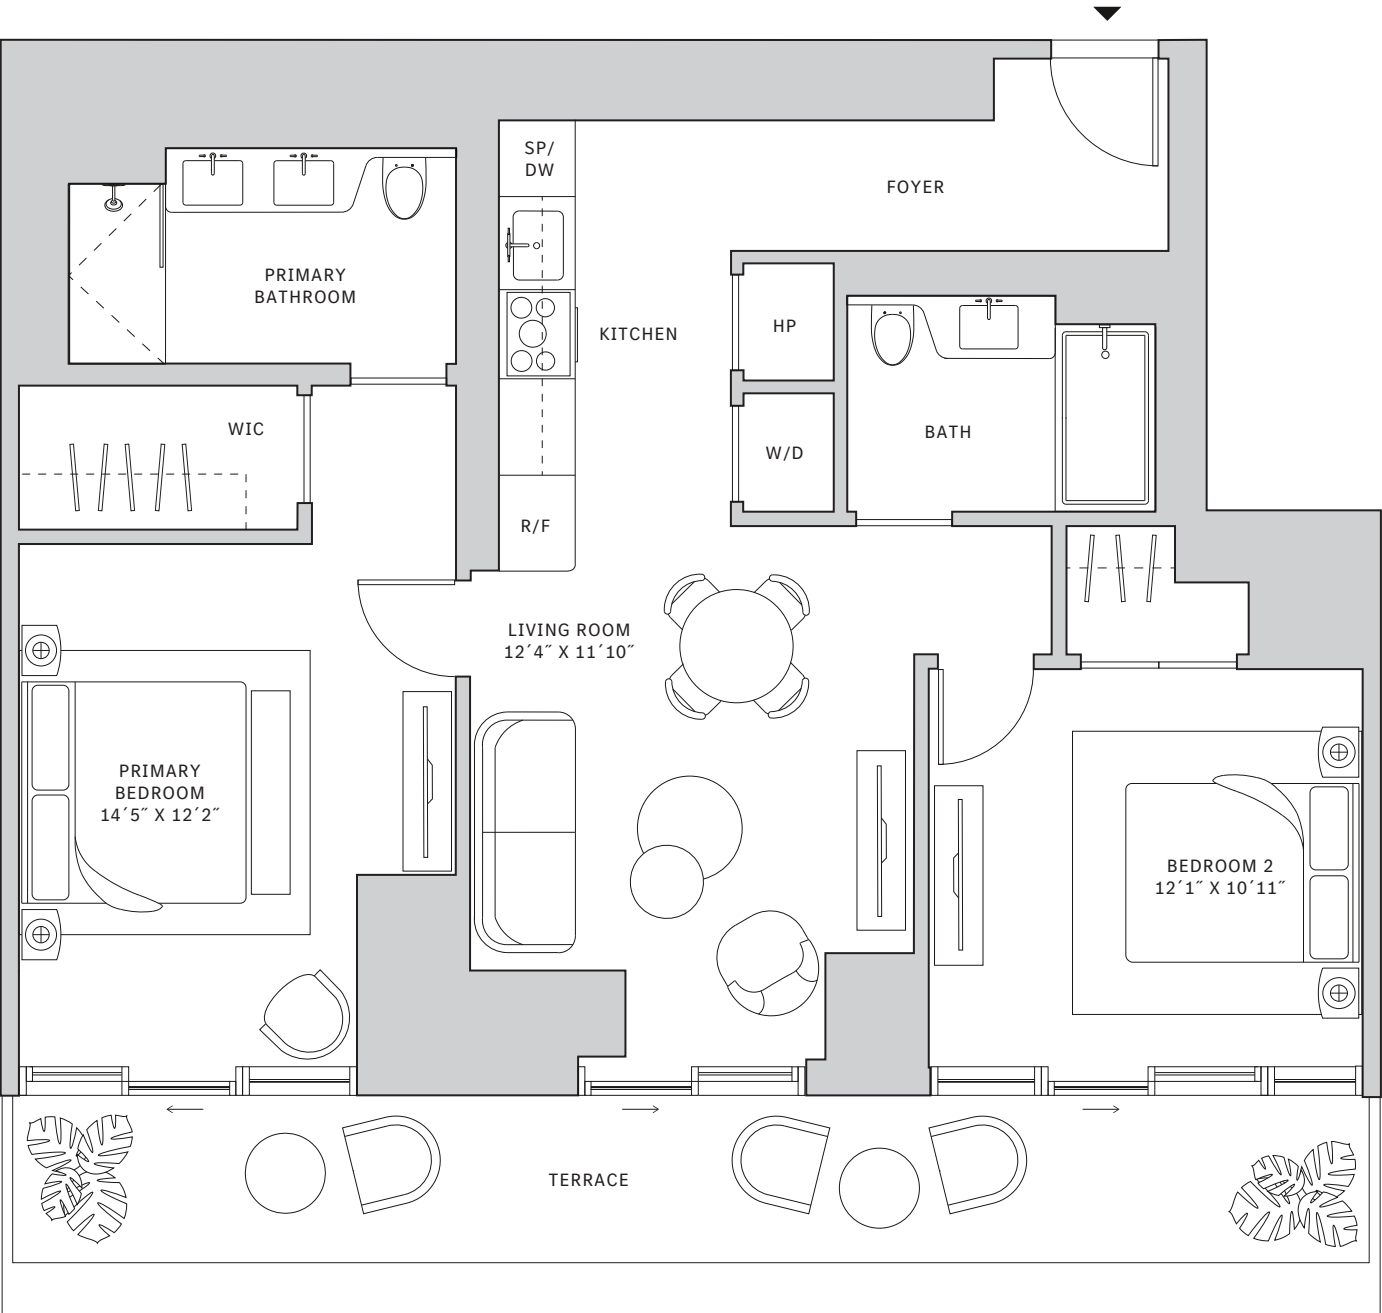 SP/
DW
FOYER
PRIMARY
BATHROOM
KITCHEN
HP
WIC
BATH
W/D
R/F
LIVING ROOM
12´4˝ X 11´10˝
PRIMARY
BEDROOM
14´5˝ X 12´2˝
BEDROOM 2
12´1˝ X 10´11˝
TERRACE